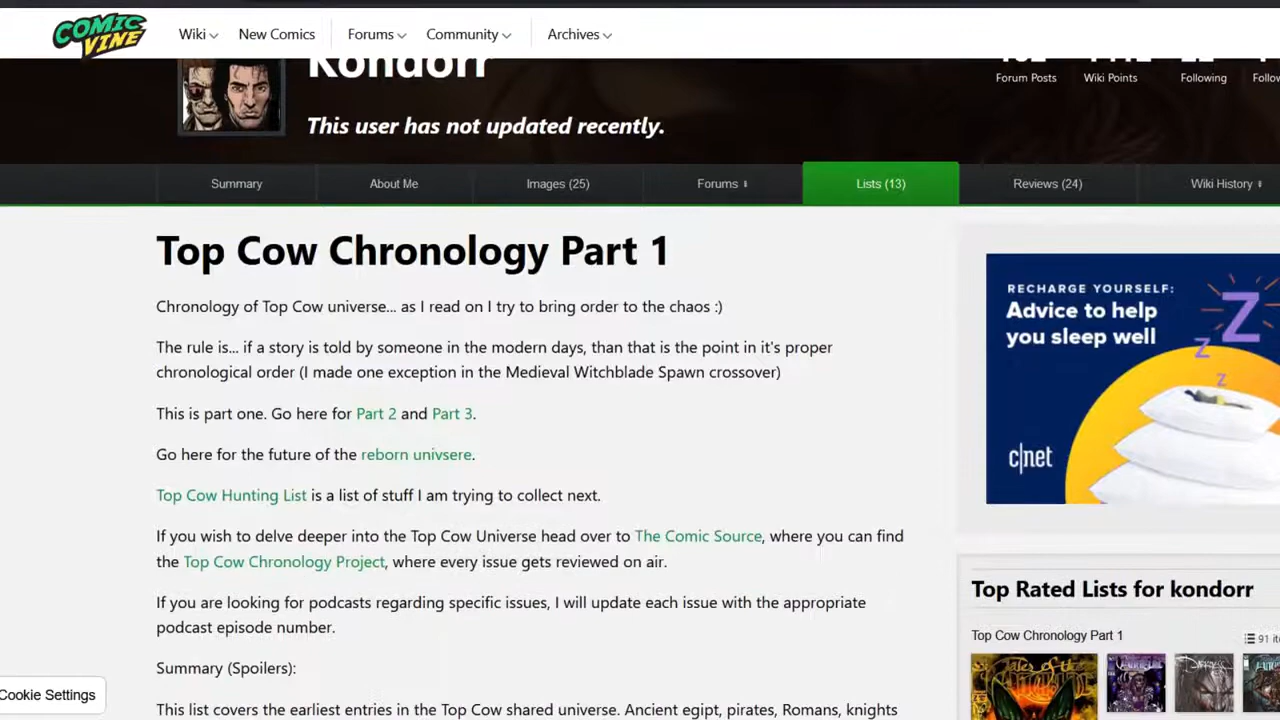 COMIC VINE
Wiki
New Comics
Forums
Community
Archives
Kondorr
Forum Posts
Wiki Points
Following
This user has not updated recently.
Summary
About Me
Images (25)
Forums
Lists (13)
Reviews (24)
Wiki History
Top Cow Chronology Part 1
Chronology of Top Cow universe... as I read on I try to bring order to the chaos :)
The rule is... if a story is told by someone in the modern days, than that is the point in it's proper
chronological order (I made one exception in the Medieval Witchblade Spawn crossover)
This is part one. Go here for Part 2 and Part 3.
Go here for the future of the reborn univsere.
Top Cow Hunting List is a list of stuff I am trying to collect next.
If you wish to delve deeper into the Top Cow Universe head over to The Comic Source, where you can find
the Top Cow Chronology Project, where every issue gets reviewed on air.
If you are looking for podcasts regarding specific issues, I will update each issue with the appropriate
podcast episode number.
Summary (Spoilers):
This list covers the earliest entries in the Top Cow shared universe. Ancient egipt, pirates, Romans, knights
Cookie Settings
RECHARGE YOURSELF:
Advice to help
you sleep well
Z
Z
Z
c|net
Top Rated Lists for kondorr
Top Cow Chronology Part 1
91
Tales of the